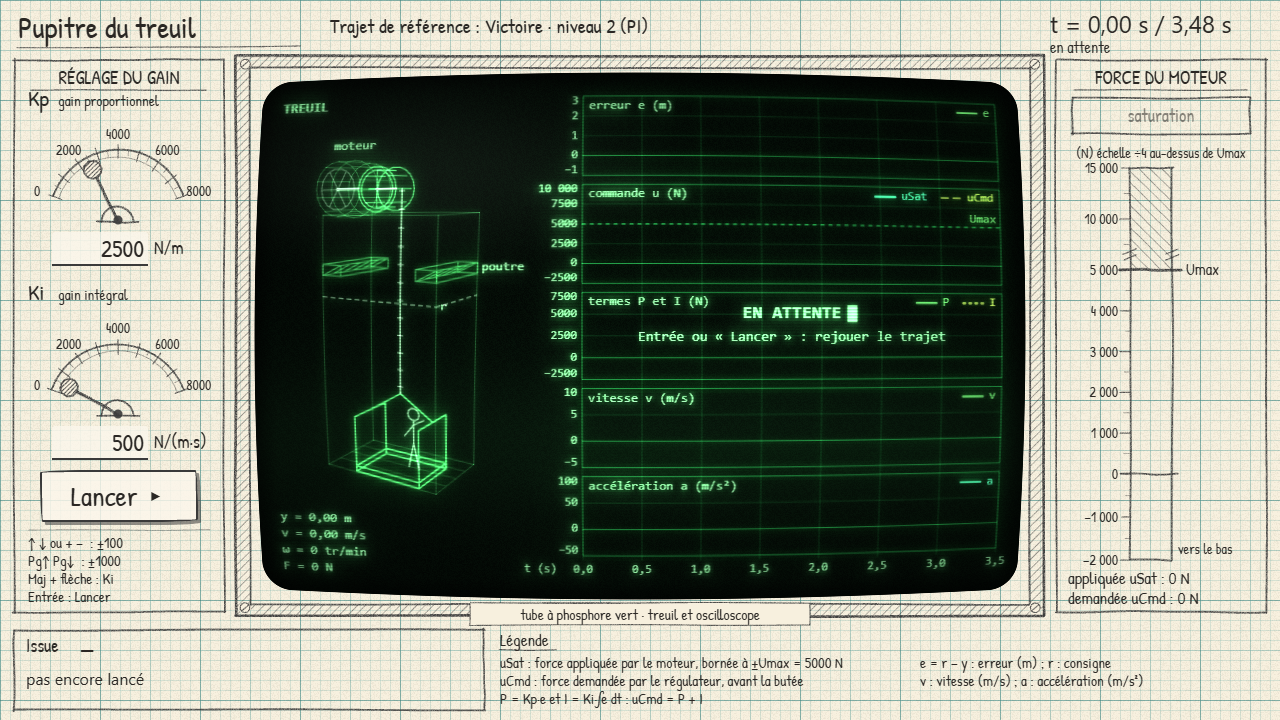 Pupitre du treuil
Trajet de référence : Victoire · niveau 2 (PI)
t = 0,00 s / 3,48 s
en attente
RÉGLAGE DU GAIN
Kp gain proportionnel
0 2000 4000 6000 8000
2500 N/m
Ki gain intégral
0 2000 4000 6000 8000
500 N/(m·s)
Lancer ►
↑ ↓ ou + − : ±100
Pg↑ Pg↓ : ±1000
Maj + flèche : Ki
Entrée : Lancer
TREUIL
moteur
poutre
r
y = 0,00 m
v = 0,00 m/s
ω = 0 tr/min
F = 0 N
erreur e (m)
e
3
2
1
0
−1
commande u (N)
uSat uCmd
Umax
10 000
7500
5000
2500
0
−2500
termes P et I (N)
P I
7500
5000
2500
0
−2500
EN ATTENTE
Entrée ou « Lancer » : rejouer le trajet
vitesse v (m/s)
v
10
5
0
−5
accélération a (m/s²)
a
100
50
0
−50
t (s) 0,0 0,5 1,0 1,5 2,0 2,5 3,0 3,5
tube à phosphore vert · treuil et oscilloscope
FORCE DU MOTEUR
saturation
(N) échelle ÷4 au-dessus de Umax
15 000
10 000
5 000 Umax
4 000
3 000
2 000
1 000
0
−1 000
vers le bas
−2 000
appliquée uSat : 0 N
demandée uCmd : 0 N
Issue —
pas encore lancé
Légende
uSat : force appliquée par le moteur, bornée à ±Umax = 5000 N
uCmd : force demandée par le régulateur, avant la butée
P = Kp·e et I = Ki·∫e dt : uCmd = P + I
e = r − y : erreur (m) ; r : consigne
v : vitesse (m/s) ; a : accélération (m/s²)